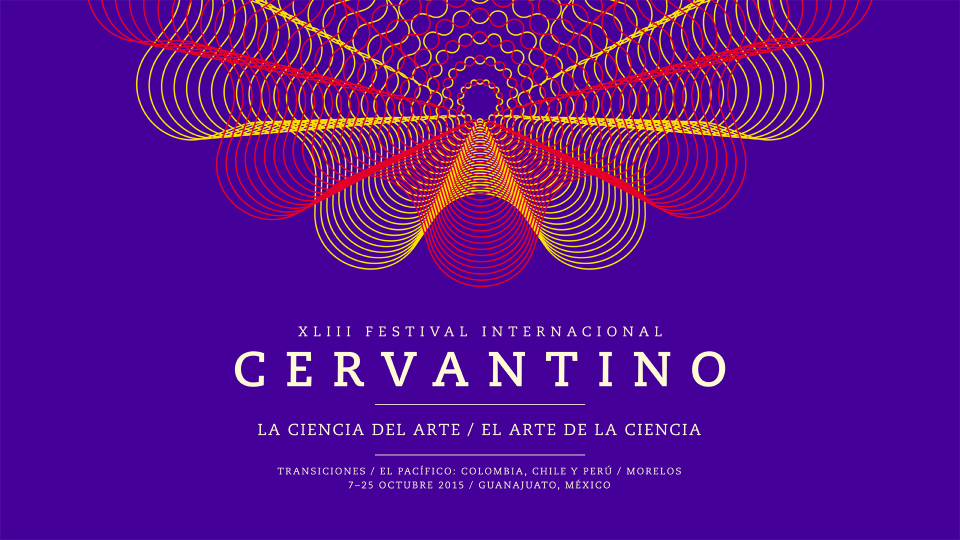 XLIII FESTIVAL INTERNACIONAL
CERVANTINO
LA CIENCIA DEL ARTE / EL ARTE DE LA CIENCIA
TRANSICIONES / EL PACÍFICO: COLOMBIA, CHILE Y PERÚ / MORELOS
7–25 OCTUBRE 2015 / GUANAJUATO, MÉXICO